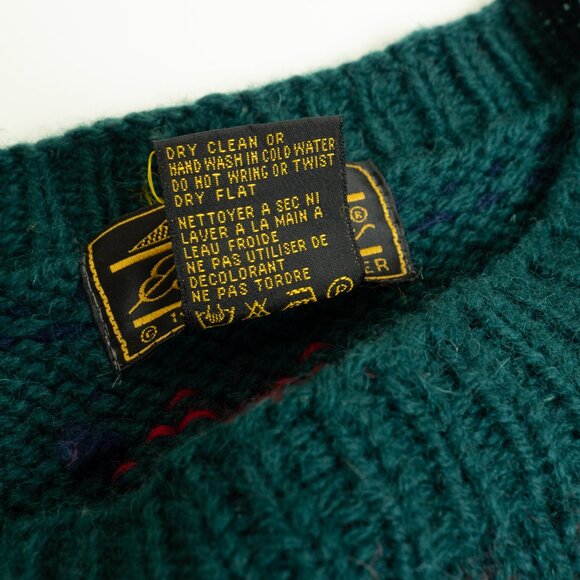 DRY CLEAN OR
HAND WASH IN COLD WATER
DO NOT WRING OR TWIST
DRY FLAT
NETTOYER A SEC NI
LAVER A LA MAIN A
LEAU FROIDE
NE PAS UTILISER DE
DECOLORANT
NE PAS TORDRE
®
©